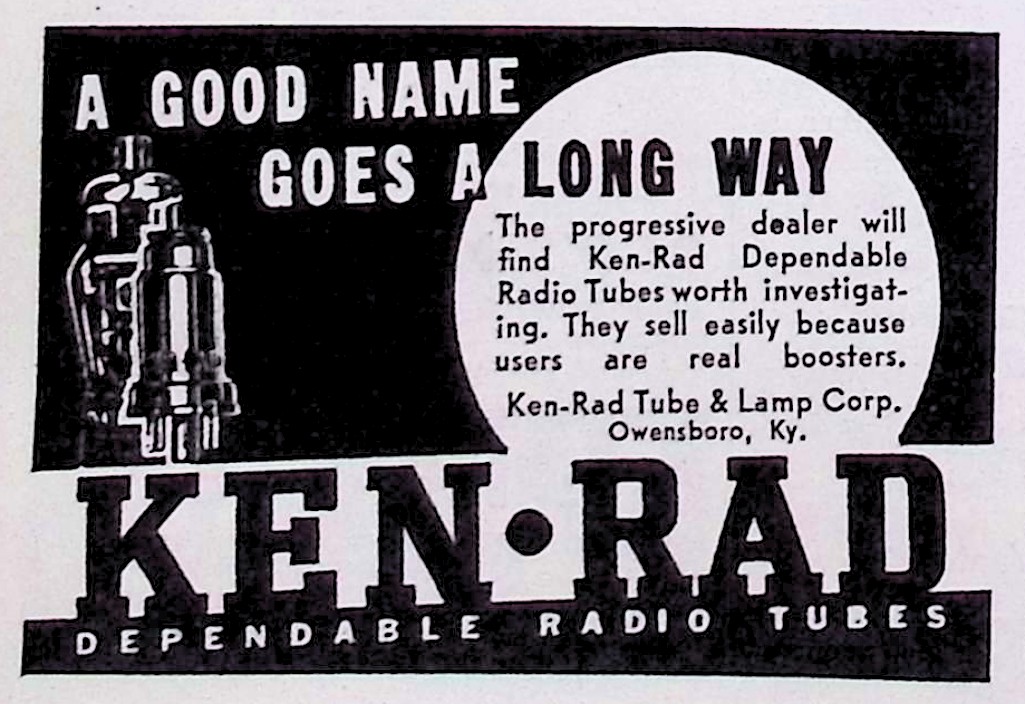 A GOOD NAME
GOES A LONG WAY
The progressive dealer will
find Ken-Rad Dependable
Radio Tubes worth investigat-
ing. They sell easily because
users are real boosters.
Ken-Rad Tube & Lamp Corp.
Owensboro, Ky.
KEN•RAD
DEPENDABLE RADIO TUBES